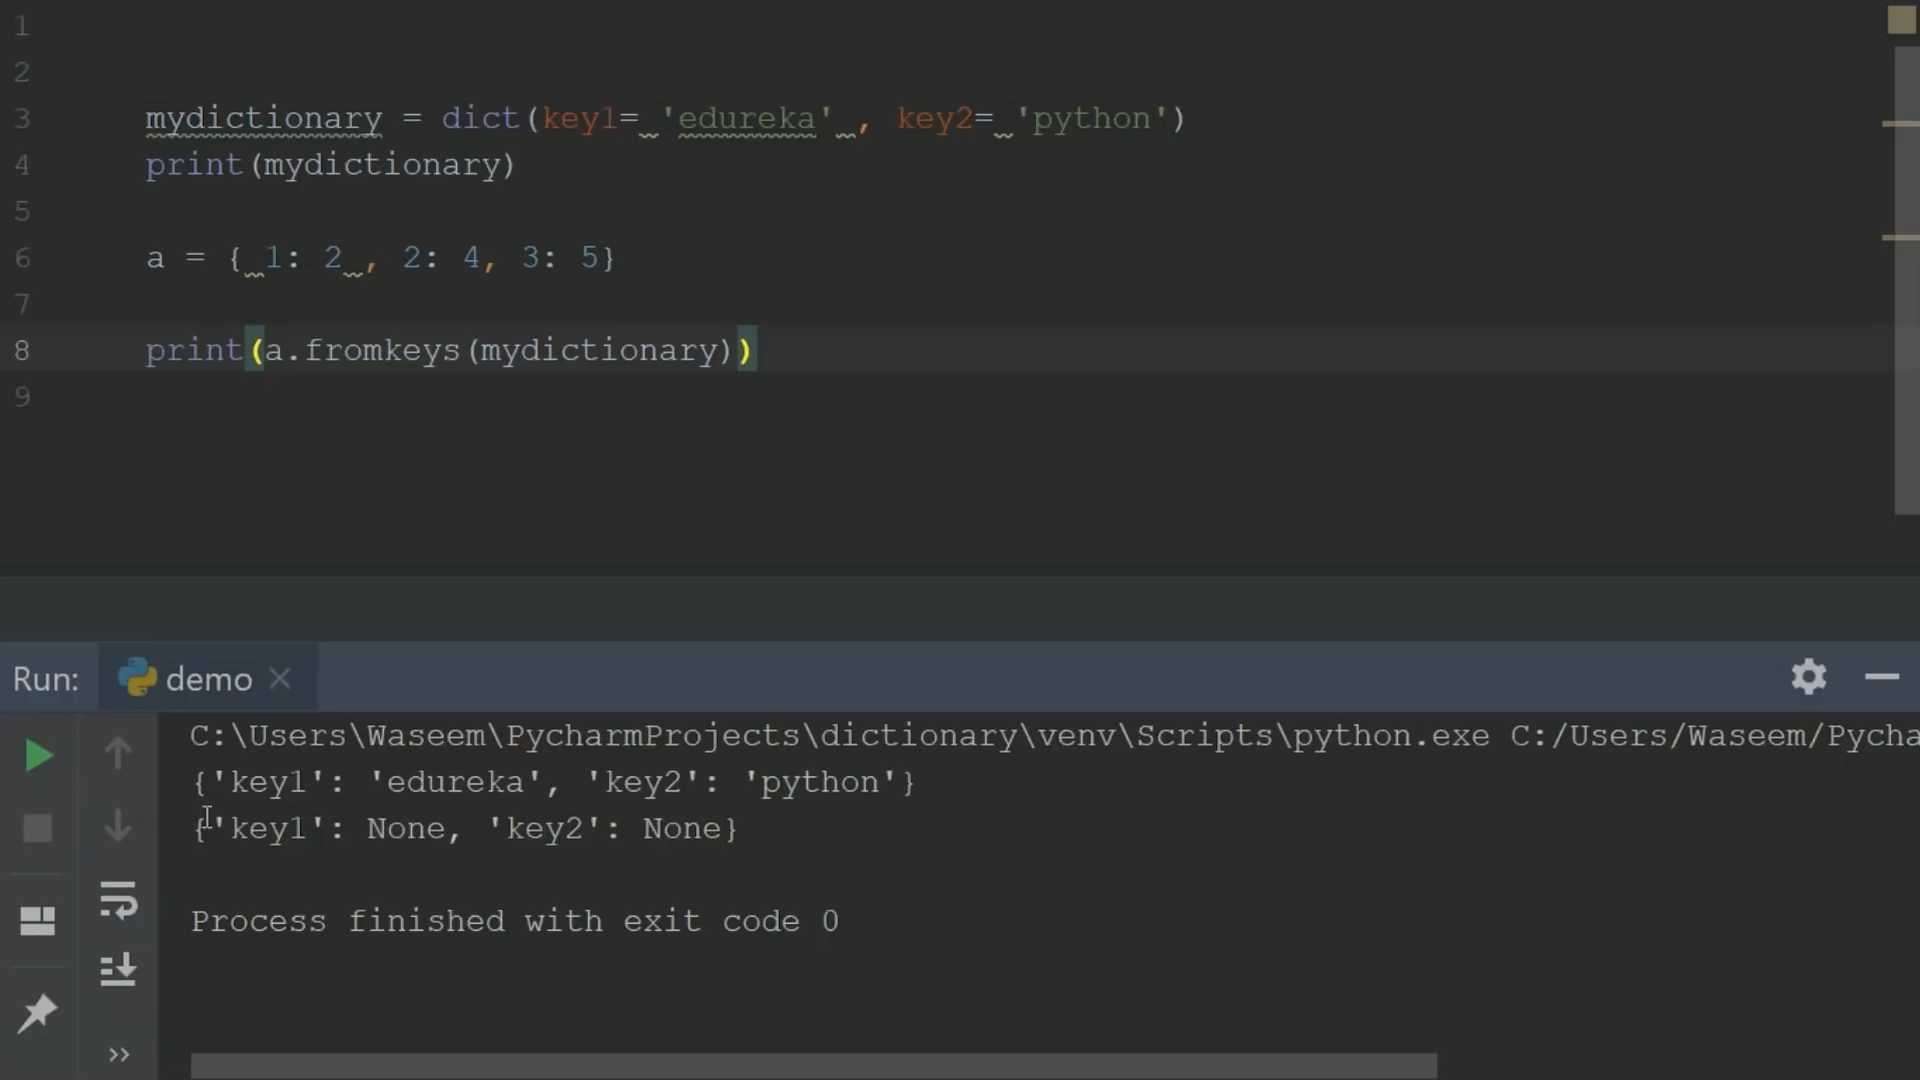 1
2
3 mydictionary = dict(key1= 'edureka' , key2= 'python')
4 print(mydictionary)
5
6 a = { 1: 2 , 2: 4, 3: 5}
7
8 print(a.fromkeys(mydictionary))
9
Run: demo
C:\Users\Waseem\PycharmProjects\dictionary\venv\Scripts\python.exe C:/Users/Waseem/Pycha
{'key1': 'edureka', 'key2': 'python'}
{'key1': None, 'key2': None}
Process finished with exit code 0